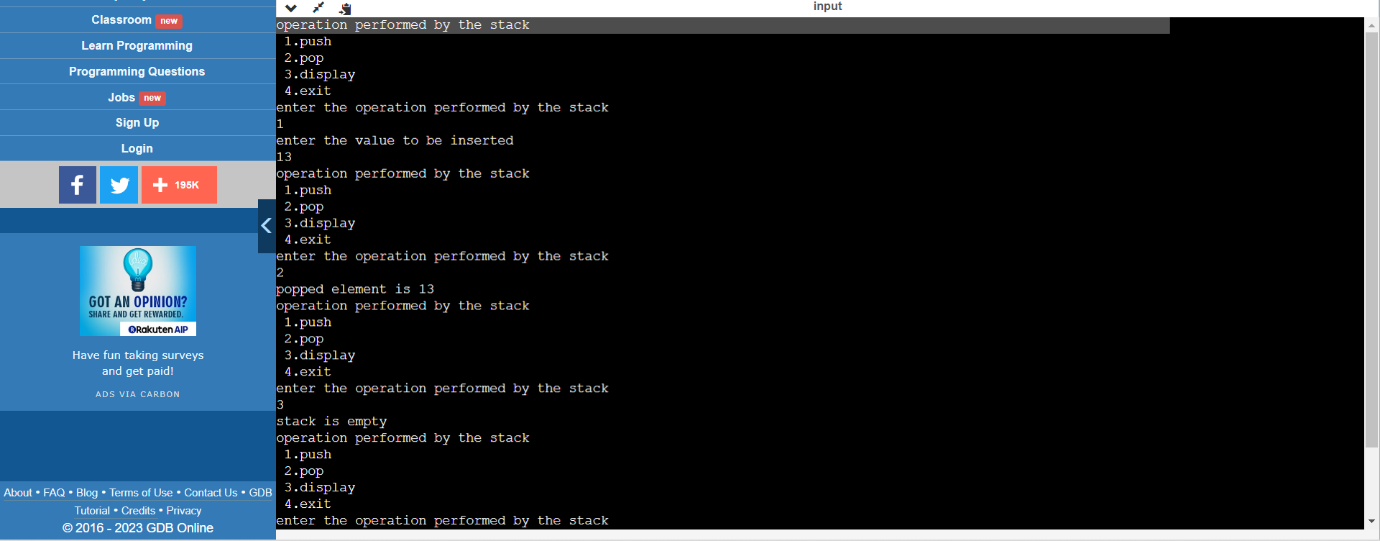 Classroom new
Learn Programming
Programming Questions
Jobs new
Sign Up
Login
195K
GOT AN OPINION?
SHARE AND GET REWARDED.
Rakuten AIP
Have fun taking surveys
and get paid!
ADS VIA CARBON
About • FAQ • Blog • Terms of Use • Contact Us • GDB
Tutorial • Credits • Privacy
© 2016 - 2023 GDB Online
input
operation performed by the stack
1.push
2.pop
3.display
4.exit
enter the operation performed by the stack
1
enter the value to be inserted
13
operation performed by the stack
1.push
2.pop
3.display
4.exit
enter the operation performed by the stack
2
popped element is 13
operation performed by the stack
1.push
2.pop
3.display
4.exit
enter the operation performed by the stack
3
stack is empty
operation performed by the stack
1.push
2.pop
3.display
4.exit
enter the operation performed by the stack